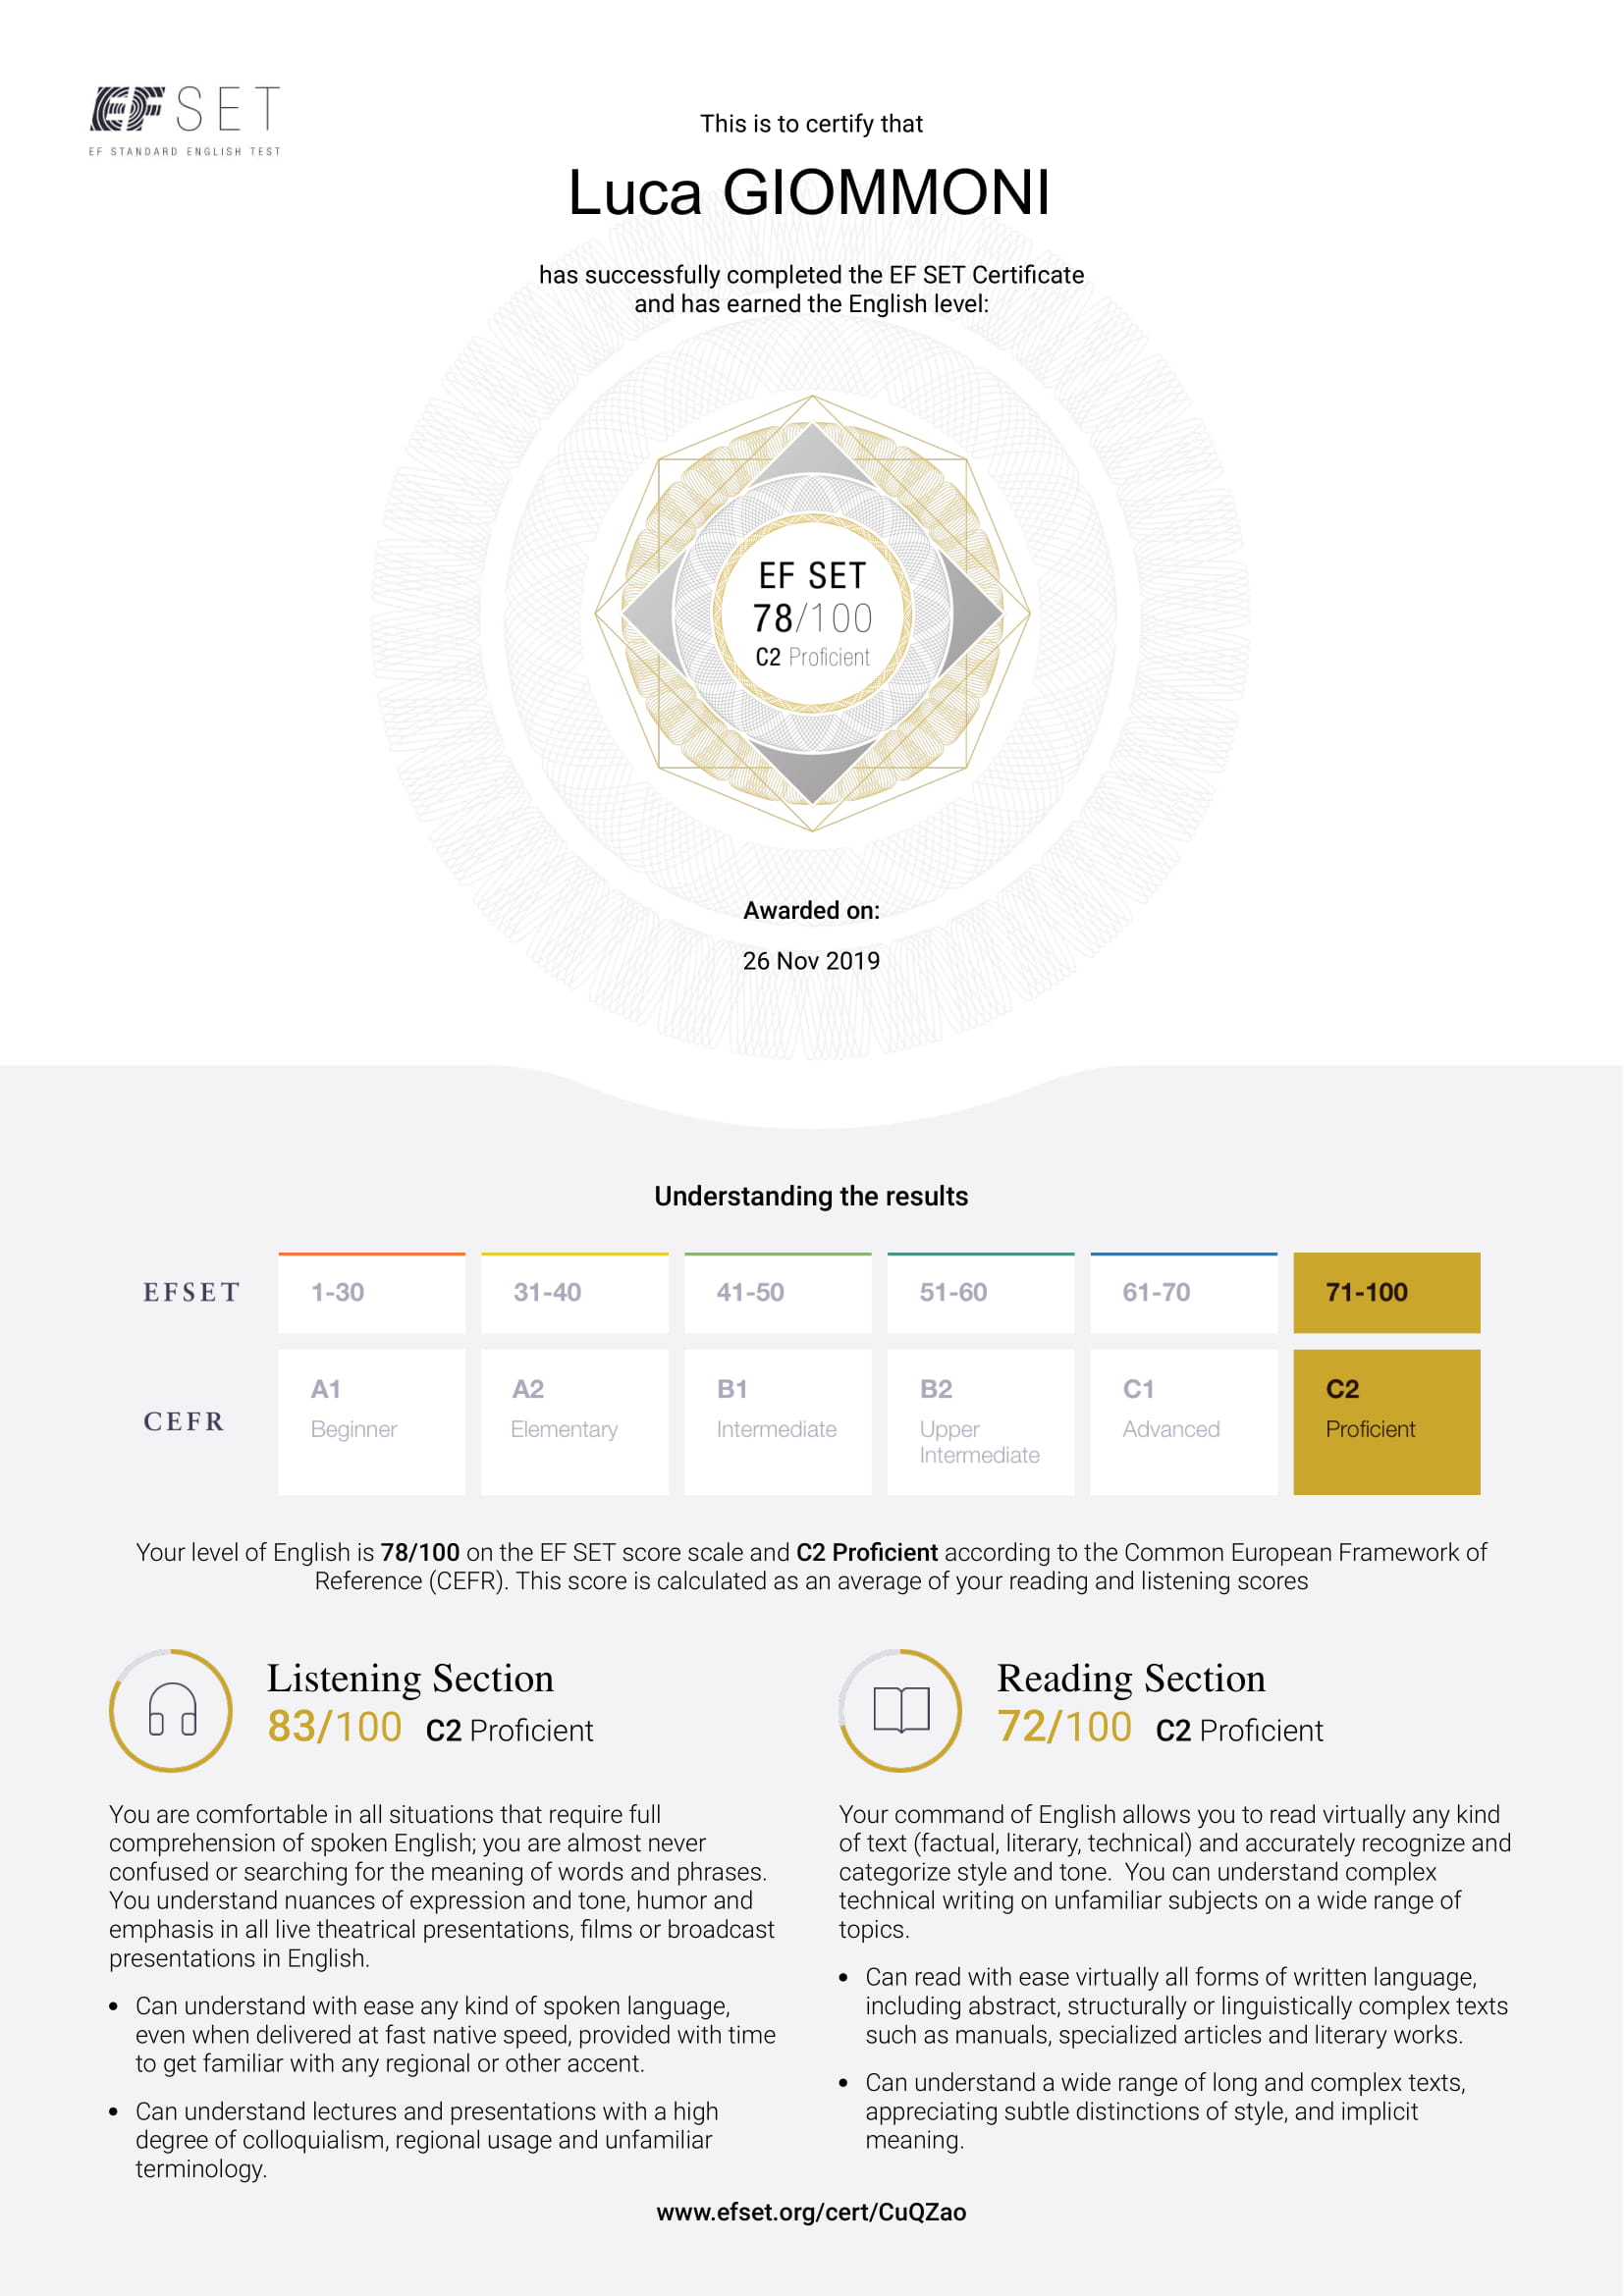 EF SET
EF STANDARD ENGLISH TEST
This is to certify that
Luca GIOMMONI
has successfully completed the EF SET Certificate
and has earned the English level:
EF SET
78/100
C2 Proficient
Awarded on:
26 Nov 2019
Understanding the results
EFSET 1-30 31-40 41-50 51-60 61-70 71-100
CEFR
A1 A2 B1 B2 C1 C2
Beginner Elementary Intermediate Upper Advanced Proficient
Intermediate
Your level of English is 78/100 on the EF SET score scale and C2 Proficient according to the Common European Framework of
Reference (CEFR). This score is calculated as an average of your reading and listening scores
Listening Section
83/100 C2 Proficient
You are comfortable in all situations that require full
comprehension of spoken English; you are almost never
confused or searching for the meaning of words and phrases.
You understand nuances of expression and tone, humor and
emphasis in all live theatrical presentations, films or broadcast
presentations in English.
• Can understand with ease any kind of spoken language,
even when delivered at fast native speed, provided with time
to get familiar with any regional or other accent.
• Can understand lectures and presentations with a high
degree of colloquialism, regional usage and unfamiliar
terminology.
Reading Section
72/100 C2 Proficient
Your command of English allows you to read virtually any kind
of text (factual, literary, technical) and accurately recognize and
categorize style and tone. You can understand complex
technical writing on unfamiliar subjects on a wide range of
topics.
• Can read with ease virtually all forms of written language,
including abstract, structurally or linguistically complex texts
such as manuals, specialized articles and literary works.
• Can understand a wide range of long and complex texts,
appreciating subtle distinctions of style, and implicit
meaning.
www.efset.org/cert/CuQZao